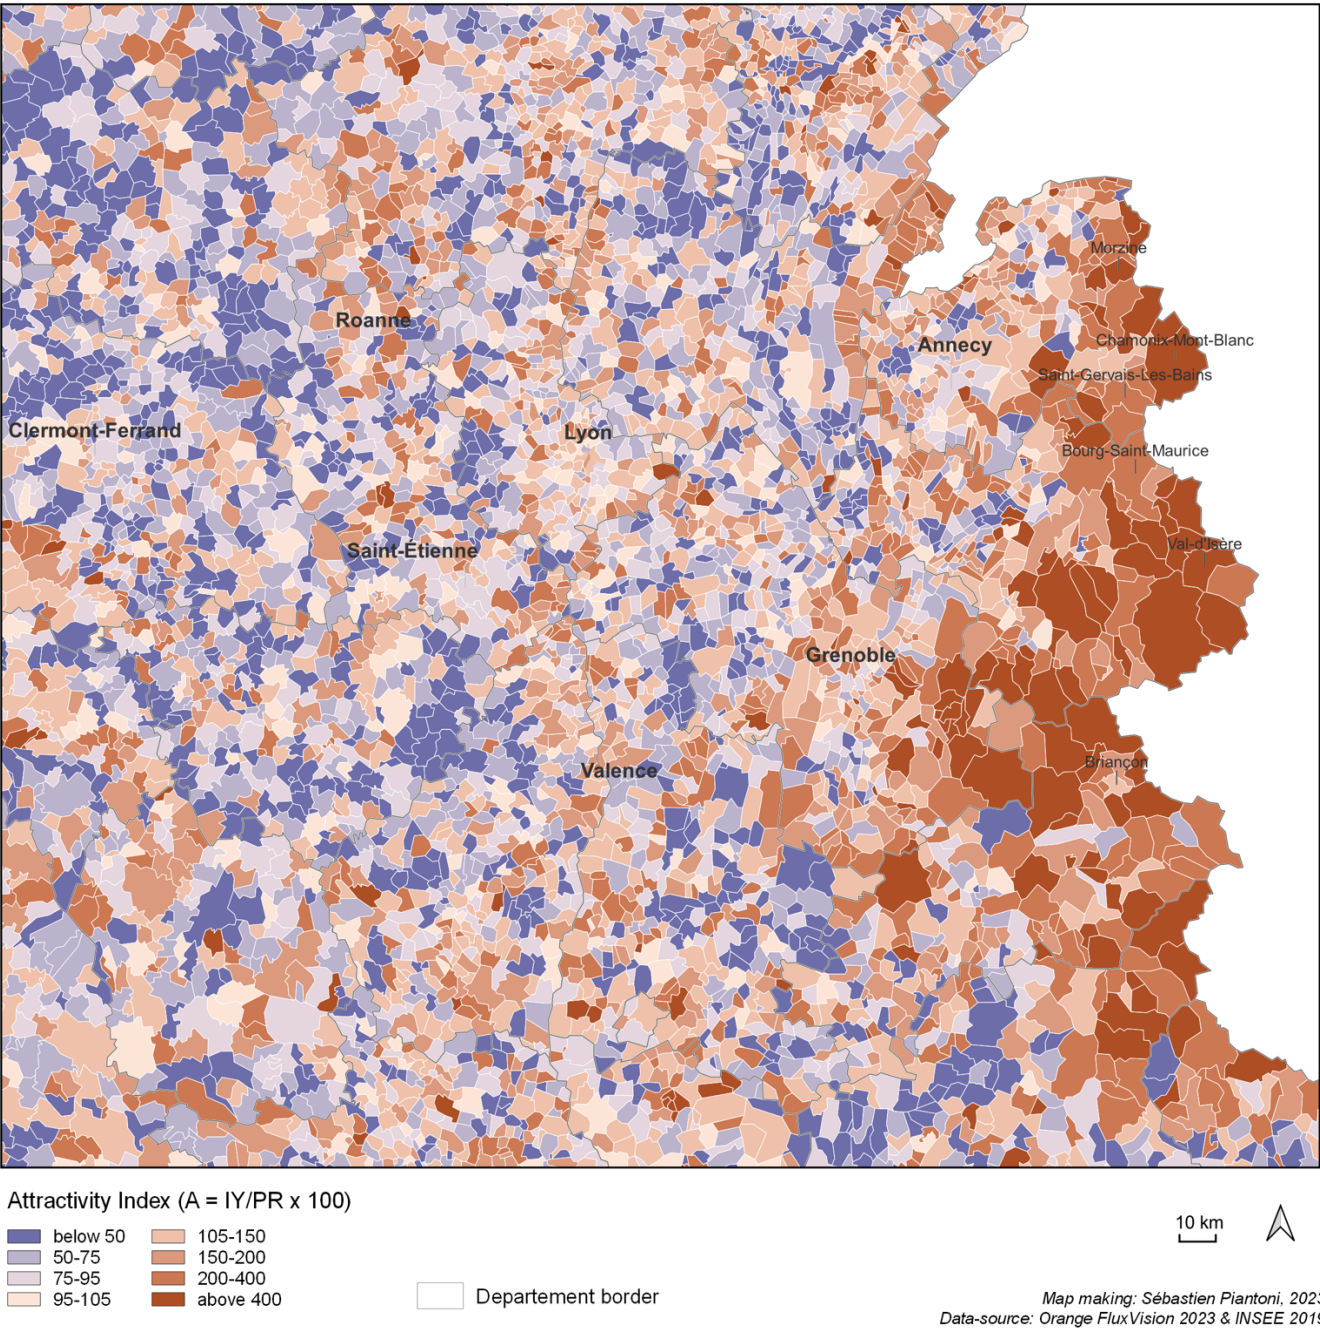 Morzine
Roanne
Annecy
Chamonix-Mont-Blanc
Saint-Gervais-Les-Bains
Clermont-Ferrand
Lyon
Bourg-Saint-Maurice
Saint-Étienne
Val-d'Isère
Grenoble
Valence
Briançon
Attractivity Index (A = IY/PR x 100)
below 50
50-75
75-95
95-105
105-150
150-200
200-400
above 400
Departement border
10 km
Map making: Sébastien Piantoni, 2023
Data-source: Orange FluxVision 2023 & INSEE 2019